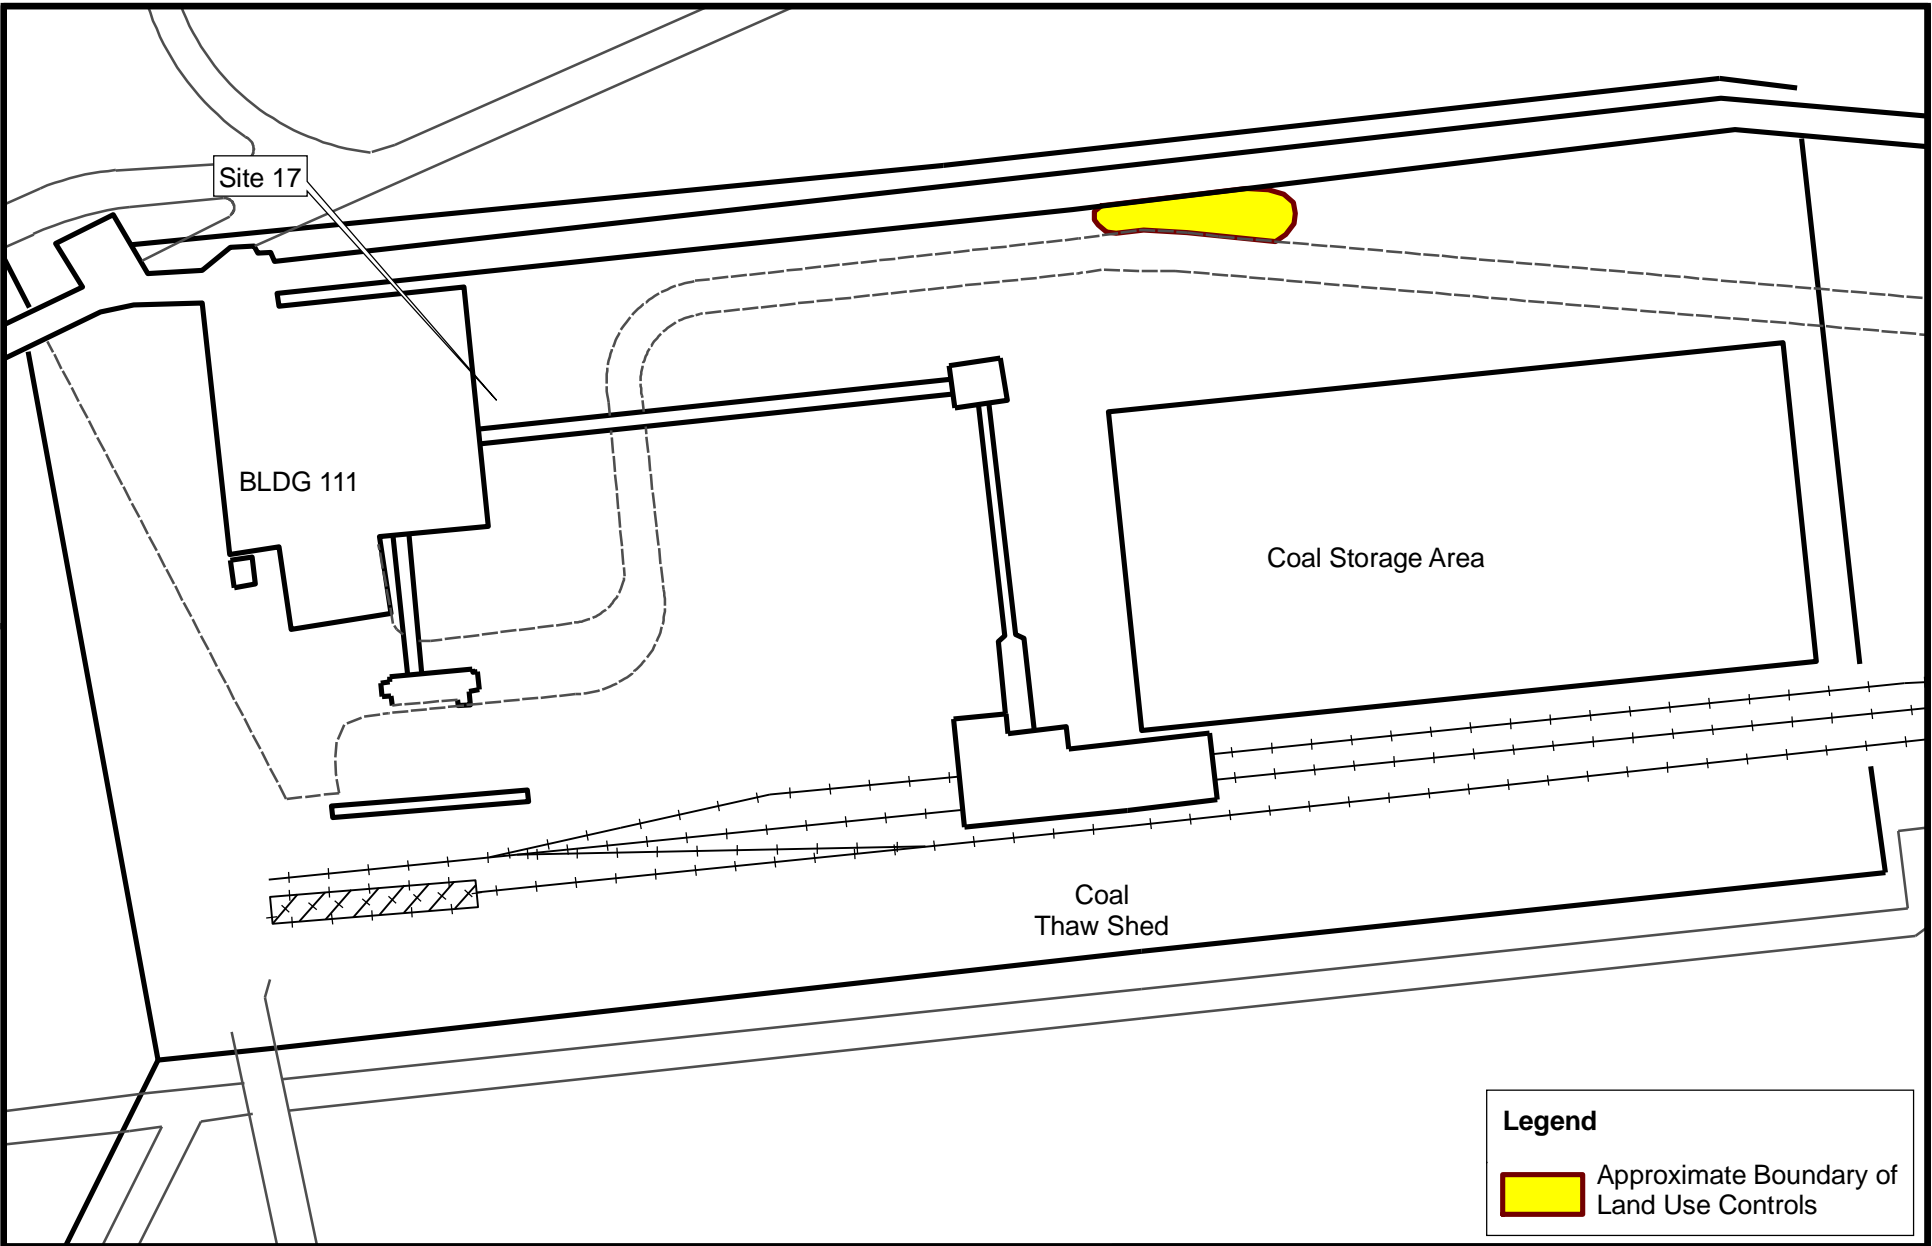 Site 17
BLDG 111
Coal Storage Area
Coal
Thaw Shed
Legend
Approximate Boundary of
Land Use Controls